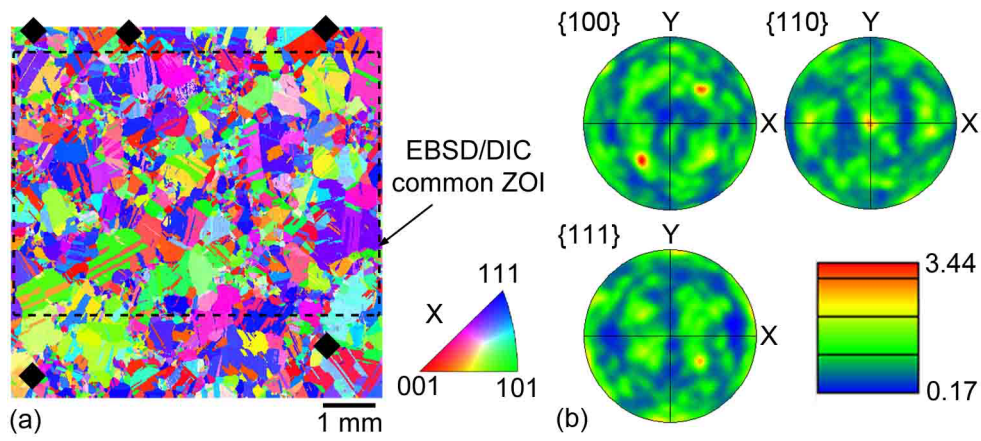 EBSD/DIC
common ZOI
X
111
001
101
(a)
1 mm
{100}
Y
X
{110}
Y
X
{111}
Y
X
3.44
0.17
(b)